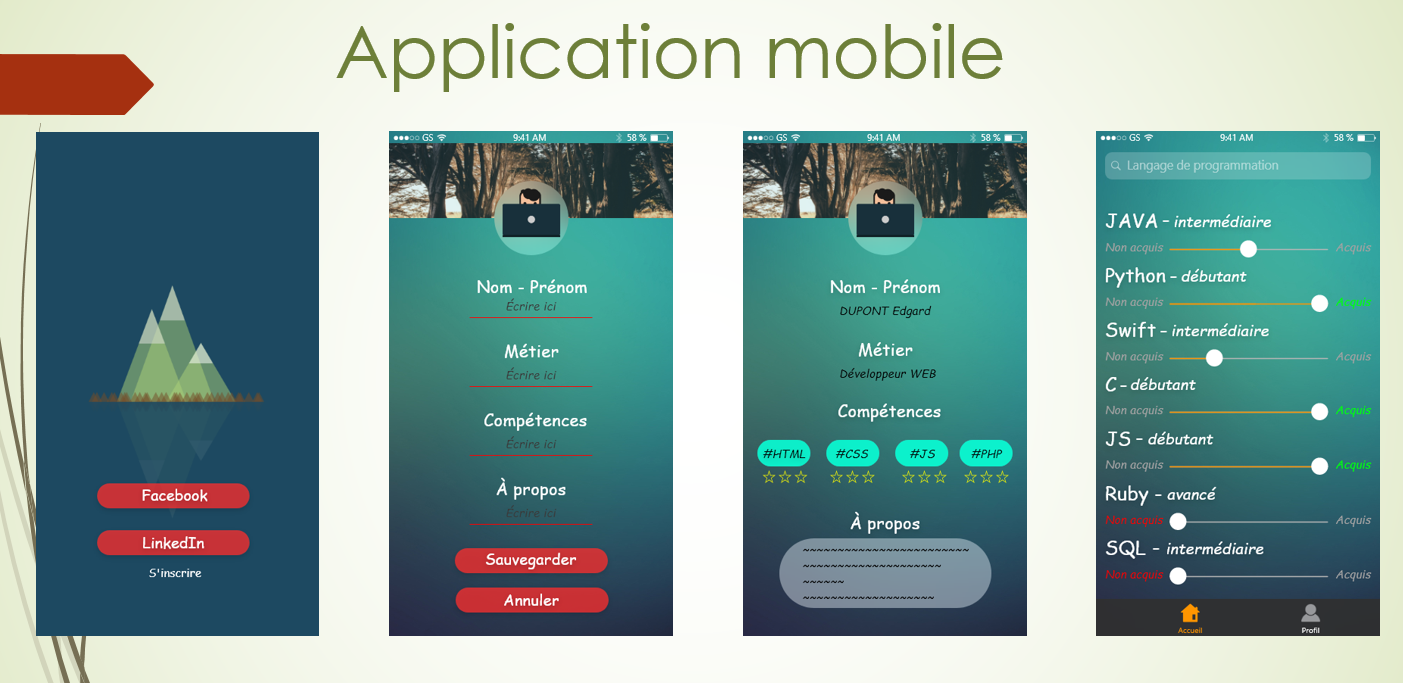 Application mobile
Facebook
LinkedIn
S'inscrire
GS 9:41 AM 58 %
Nom - Prénom
Écrire ici
Métier
Écrire ici
Compétences
Écrire ici
À propos
Écrire ici
Sauvegarder
Annuler
GS 9:41 AM 58 %
Nom - Prénom
DUPONT Edgard
Métier
Développeur WEB
Compétences
#HTML #CSS #JS #PHP
À propos
GS 9:41 AM 58 %
Langage de programmation
JAVA - intermédiaire
Non acquis Acquis
Python - débutant
Non acquis Acquis
Swift - intermédiaire
Non acquis Acquis
C - débutant
Non acquis Acquis
JS - débutant
Non acquis Acquis
Ruby - avancé
Non acquis Acquis
SQL - intermédiaire
Non acquis Acquis
Accueil Profil